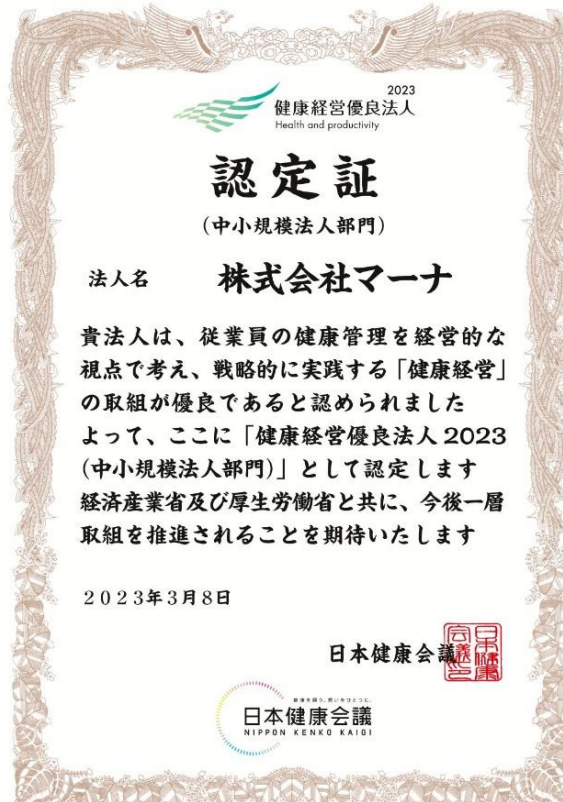 2023
健康経営優良法人
Health and productivity
認定証
(中小規模法人部門)
法人名 株式会社マーナ
貴法人は、従業員の健康管理を経営的な
視点で考え、戦略的に実践する「健康経営」
の取組が優良であると認められました
よって、ここに「健康経営優良法人2023
(中小規模法人部門)」として認定します
経済産業省及び厚生労働省と共に、今後一層
取組を推進されることを期待いたします
2023年3月8日
日本健康会議
日本健康会議
NIPPON KENKO KAIGI